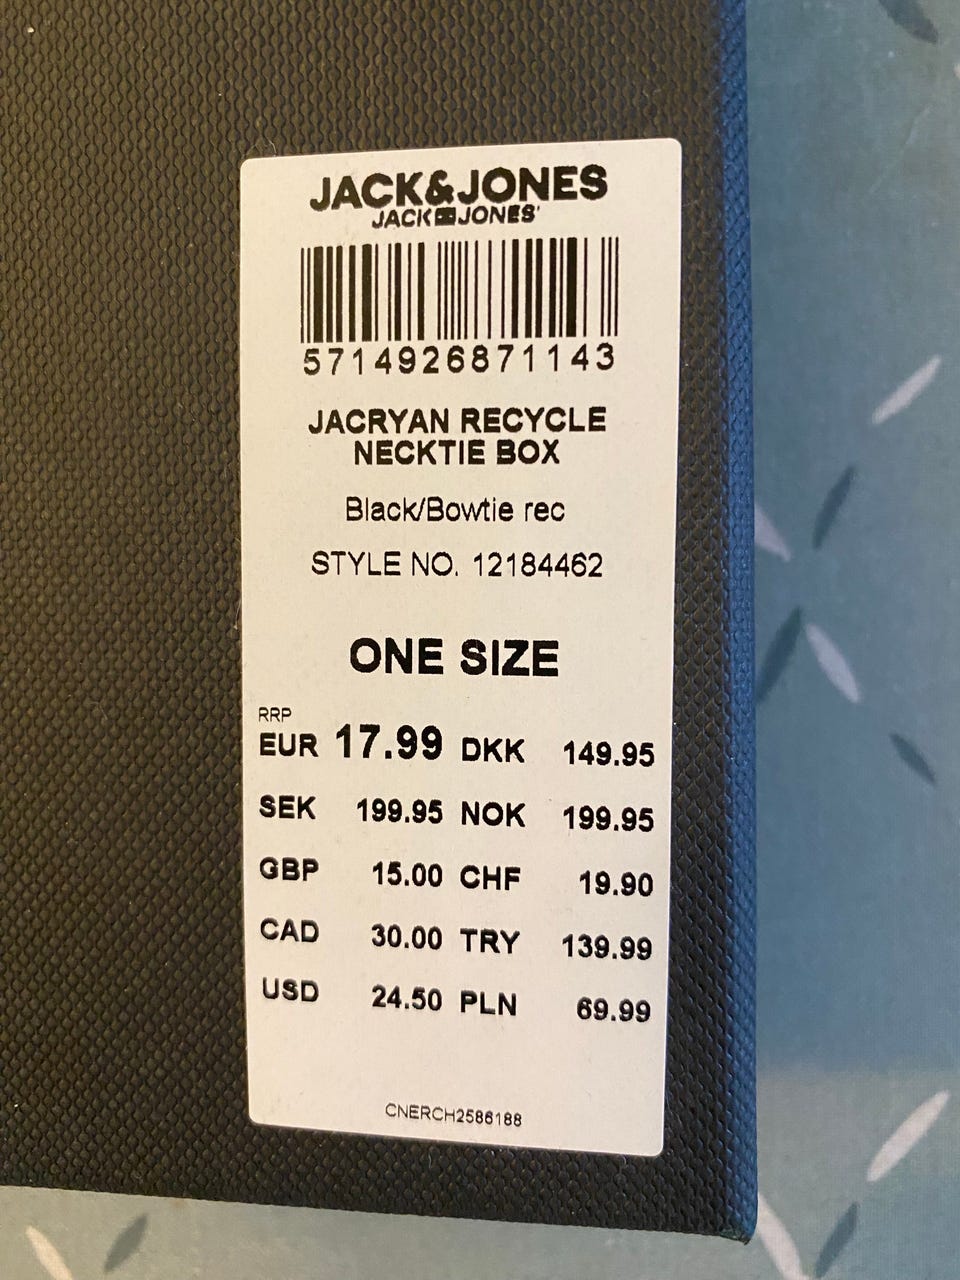 JACK&JONES
JACK JONES
5714926871143
JACRYAN RECYCLE
NECKTIE BOX
Black/Bowtie rec
STYLE NO. 12184462
ONE SIZE
RRP
EUR 17.99 DKK 149.95
SEK 199.95 NOK 199.95
GBP 15.00 CHF 19.90
CAD 30.00 TRY 139.99
USD 24.50 PLN 69.99
CNERCH2586188